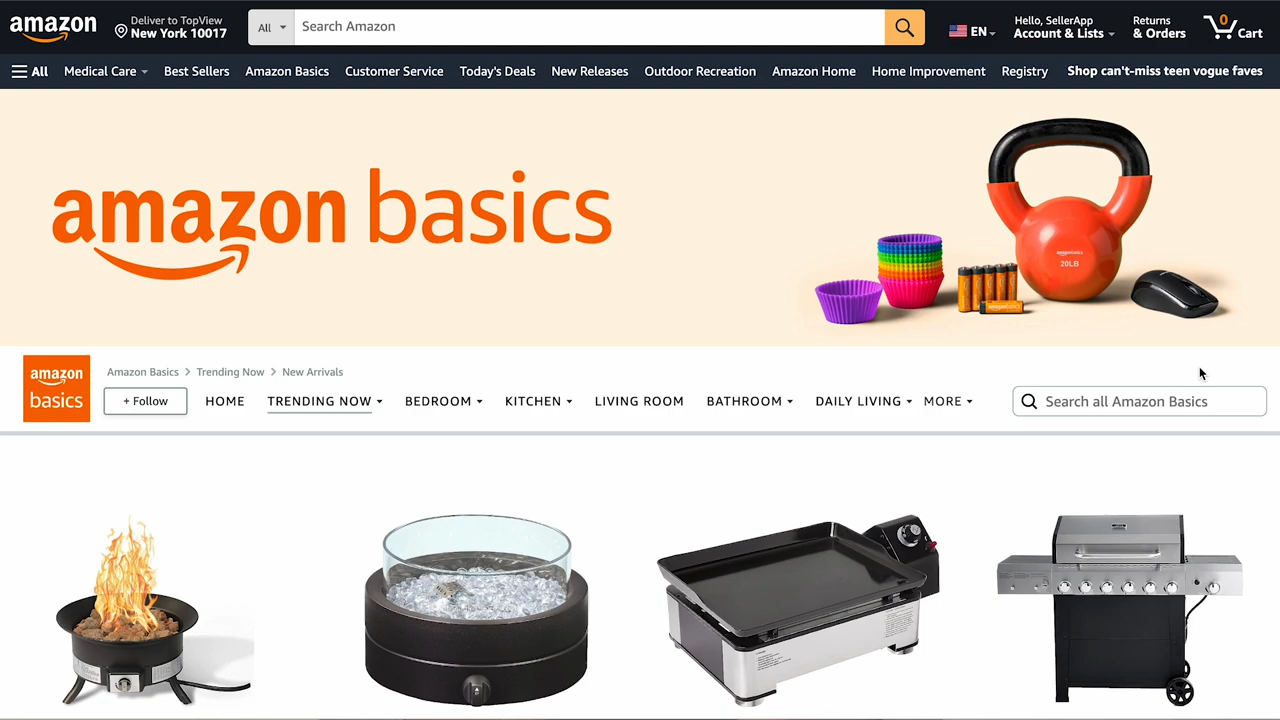 amazon
Deliver to TopView
New York 10017
All
Search Amazon
EN
Hello, SellerApp
Account & Lists
Returns
& Orders
0
Cart
All
Medical Care
Best Sellers
Amazon Basics
Customer Service
Today's Deals
New Releases
Outdoor Recreation
Amazon Home
Home Improvement
Registry
Shop can't-miss teen vogue faves
amazon basics
amazonbasics
20LB
amazon
basics
Amazon Basics > Trending Now > New Arrivals
+ Follow
HOME
TRENDING NOW
BEDROOM
KITCHEN
LIVING ROOM
BATHROOM
DAILY LIVING
MORE
Search all Amazon Basics